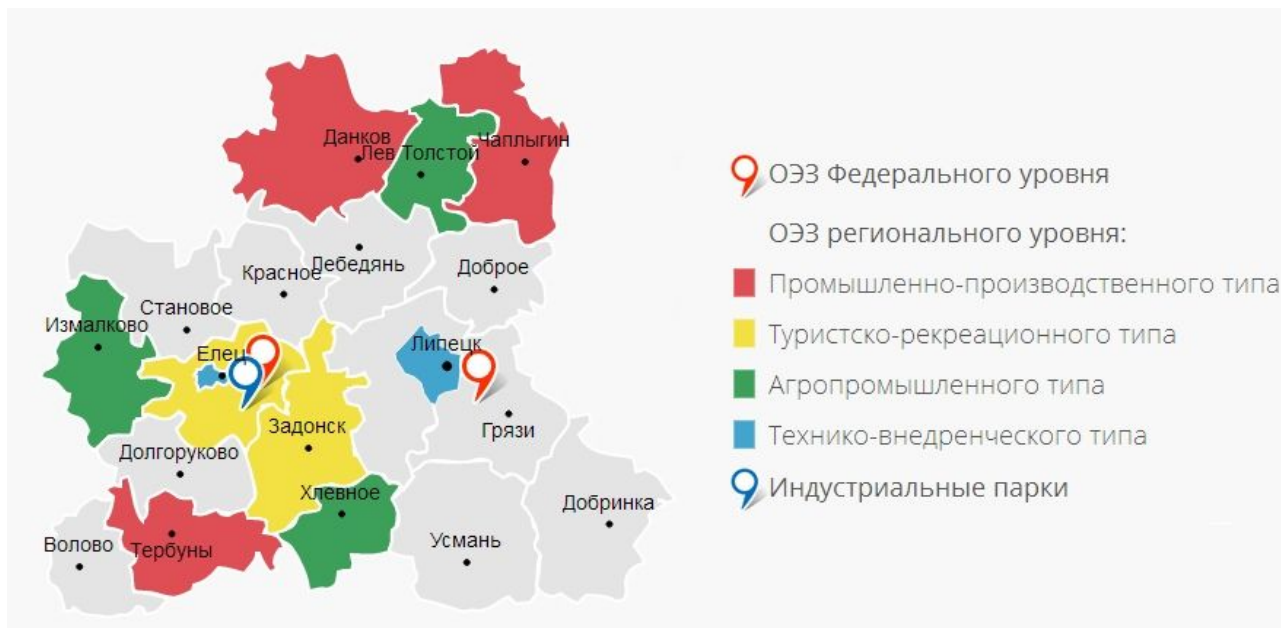 Данков
Лев Толстой
Чаплыгин
Лебедянь
Красное
Доброе
Становое
Измалково
Елец
Липецк
Задонск
Грязи
Долгоруково
Хлевное
Добринка
Волово
Тербуны
Усмань
ОЭЗ Федерального уровня
ОЭЗ регионального уровня:
Промышленно-производственного типа
Туристско-рекреационного типа
Агропромышленного типа
Технико-внедренческого типа
Индустриальные парки